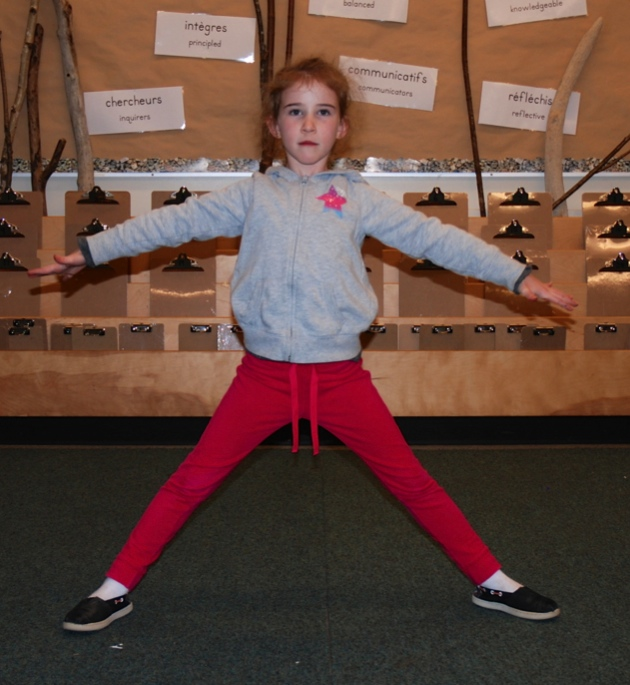 balanced
knowledgeable
intègres
principled
communicatifs
communicators
chercheurs
inquirers
réfléchis
reflective